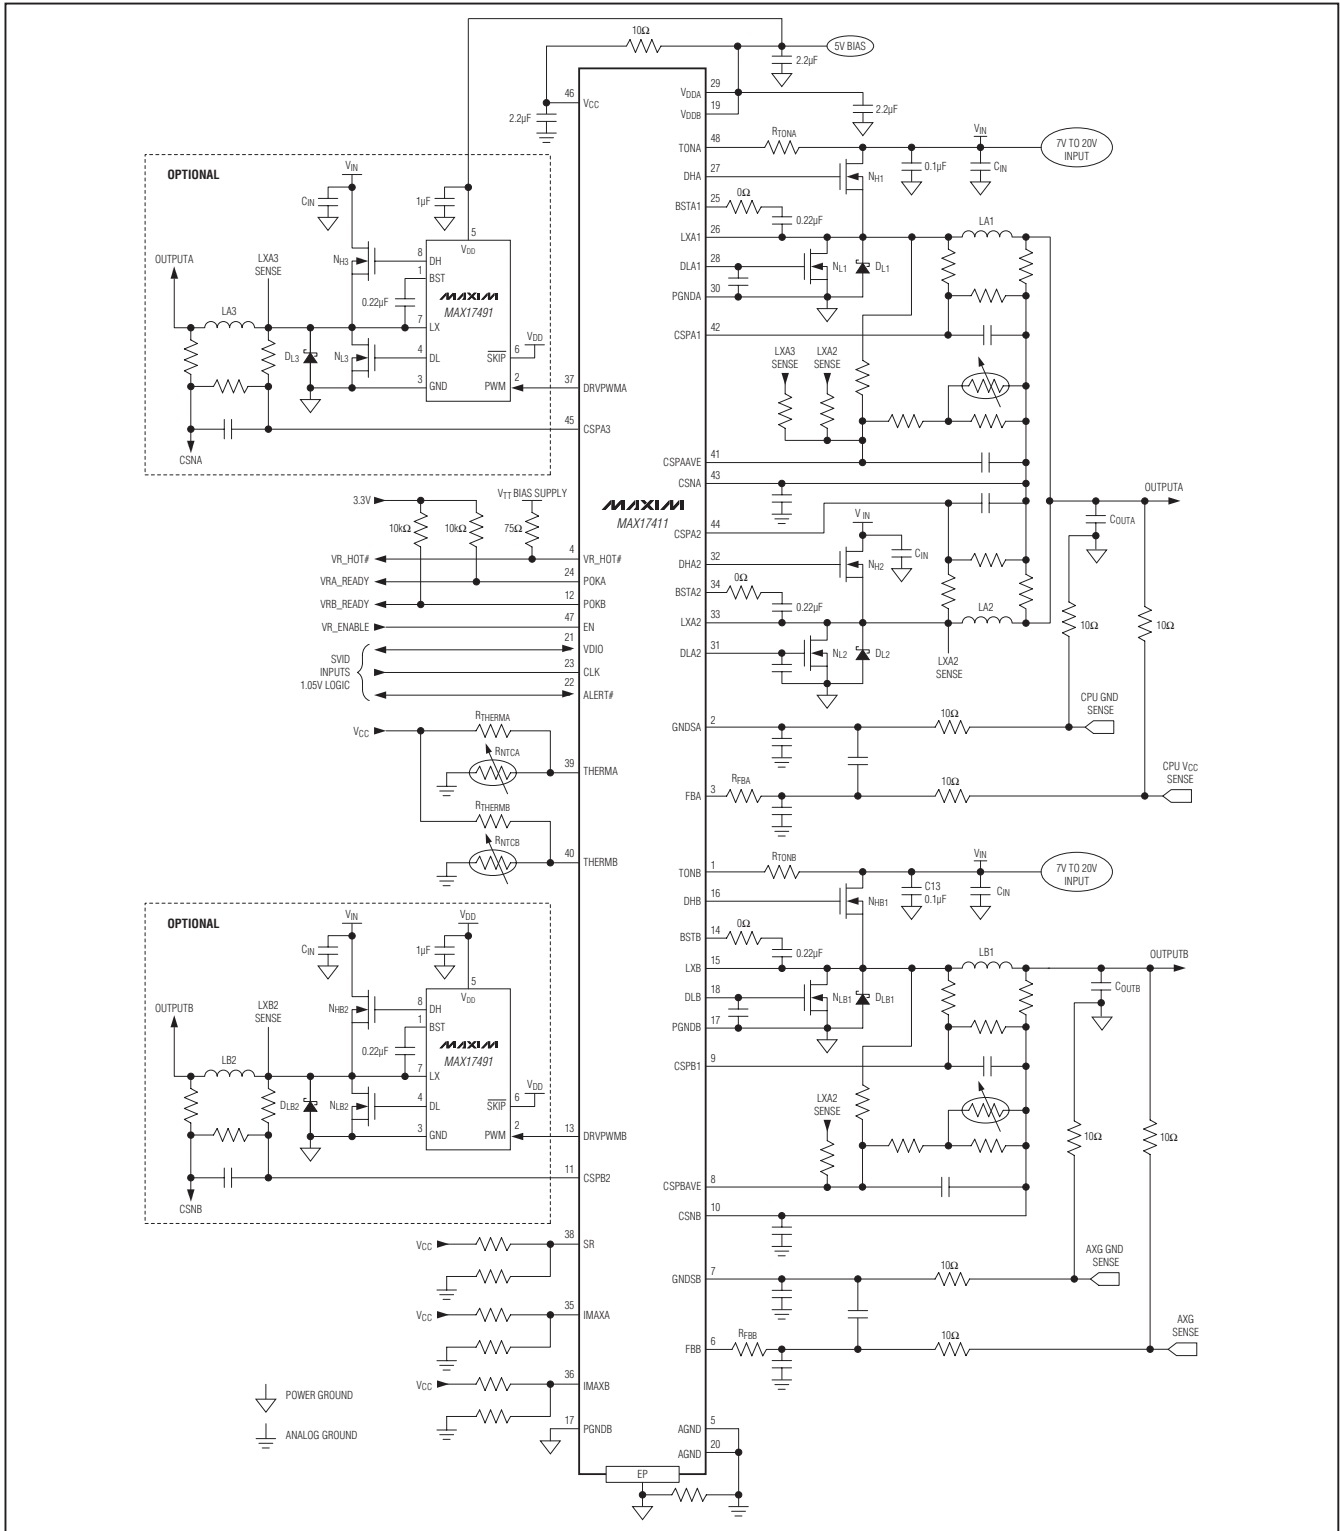 10Ω
5V BIAS
2.2µF
46
VCC
2.2µF
29
VDDA
19
VDDB
2.2µF
48
TONA
RTONA
VIN
7V TO 20V
INPUT
27
DHA
NH1
0.1µF
CIN
25
BSTA1
0Ω
0.22µF
26
LXA1
LA1
28
DLA1
NL1
DL1
30
PGNDA
42
CSPA1
LXA3
SENSE
LXA2
SENSE
41
CSPAAVE
43
CSNA
OUTPUTA
44
CSPA2
V IN
COUTA
32
DHA2
NH2
CIN
34
BSTA2
0Ω
0.22µF
33
LXA2
LA2
10Ω
10Ω
31
DLA2
NL2
DL2
LXA2
SENSE
CPU GND
SENSE
2
GNDSA
10Ω
CPU VCC
SENSE
3
FBA
RFBA
10Ω
1
TONB
RTONB
VIN
7V TO 20V
INPUT
16
DHB
NHB1
C13
0.1µF
CIN
14
BSTB
0Ω
0.22µF
15
LXB
LB1
OUTPUTB
18
DLB
NLB1
DLB1
COUTB
17
PGNDB
9
CSPB1
LXA2
SENSE
10Ω
10Ω
8
CSPBAVE
10
CSNB
AXG GND
SENSE
7
GNDSB
10Ω
AXG
SENSE
6
FBB
RFBB
10Ω
5
AGND
20
AGND
EP
MAXIM
MAX17411
OPTIONAL
VIN
CIN
1µF
5
VDD
OUTPUTA
LXA3
SENSE
NH3
8
DH
1
BST
0.22µF
MAXIM
MAX17491
LA3
7
LX
VDD
DL3
NL3
4
DL
SKIP
6
3
GND
PWM
2
37
DRVPWMA
45
CSPA3
CSNA
3.3V
VTT BIAS SUPPLY
10kΩ
10kΩ
75Ω
VR_HOT#
4
VR_HOT#
VRA_READY
24
POKA
VRB_READY
12
POKB
VR_ENABLE
47
EN
SVID
INPUTS
1.05V LOGIC
21
VDIO
23
CLK
22
ALERT#
VCC
RTHERMA
RNTCA
39
THERMA
RTHERMB
RNTCB
40
THERMB
OPTIONAL
VIN
VDD
CIN
1µF
5
VDD
OUTPUTB
LXB2
SENSE
NHB2
8
DH
1
BST
0.22µF
MAXIM
MAX17491
LB2
7
LX
VDD
DLB2
NLB2
4
DL
SKIP
6
3
GND
PWM
2
13
DRVPWMB
11
CSPB2
CSNB
VCC
38
SR
VCC
35
IMAXA
VCC
36
IMAXB
17
PGNDB
POWER GROUND
ANALOG GROUND